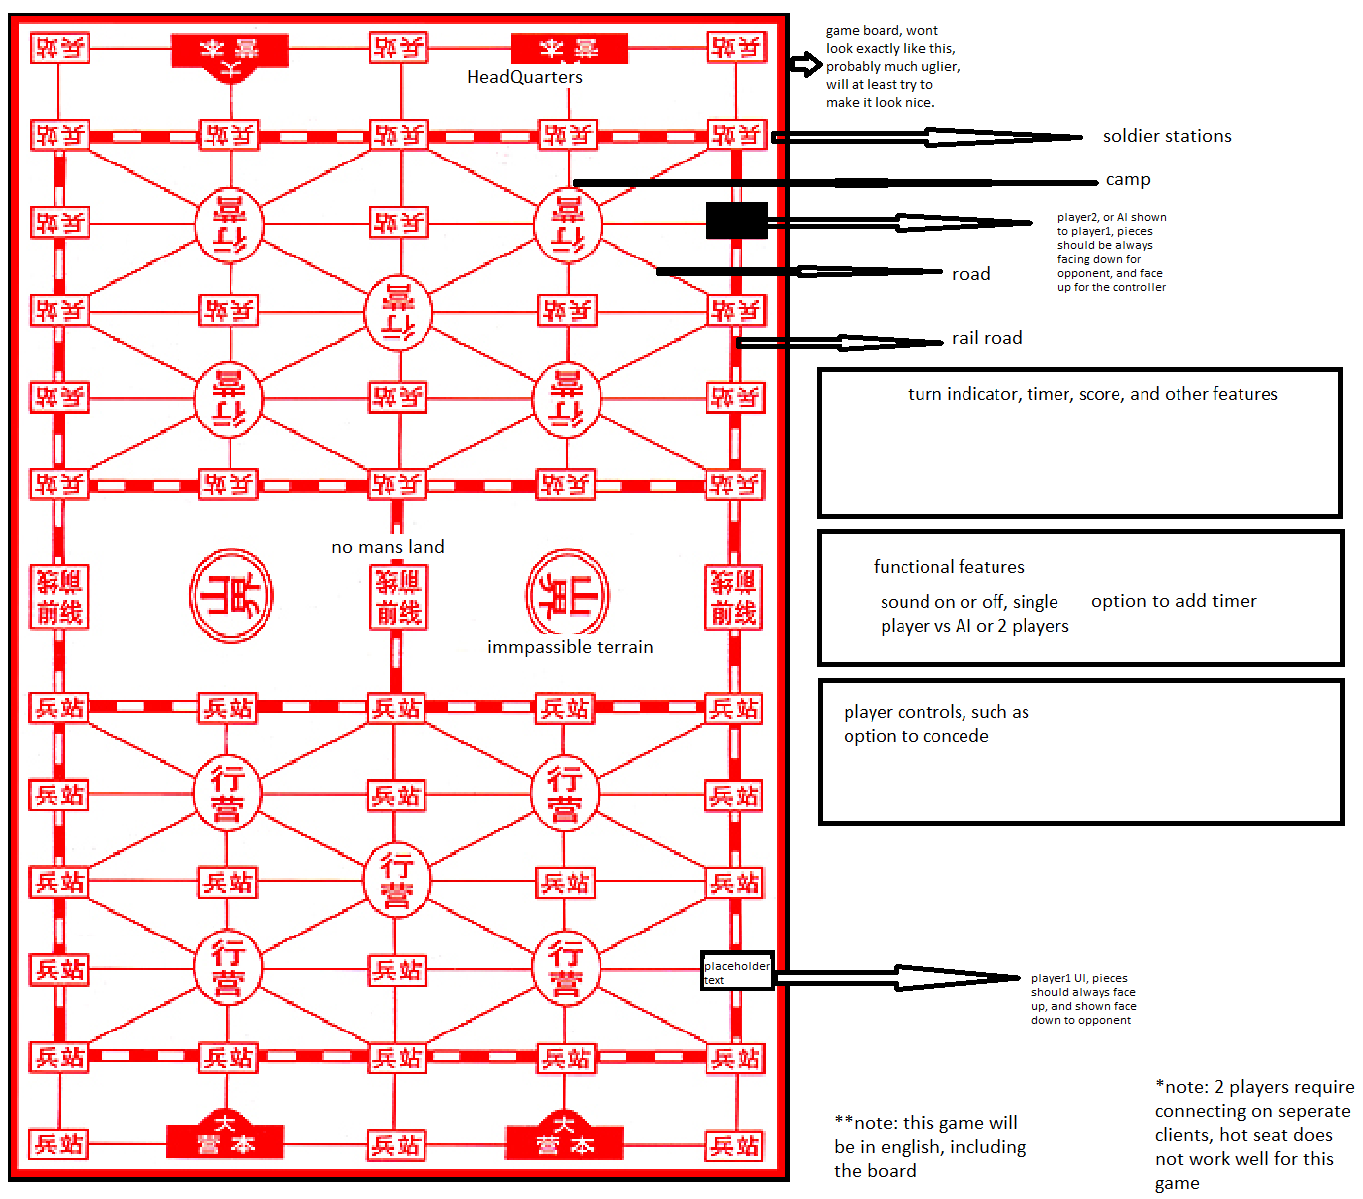 兵站 大本营 兵站 本营 兵站
HeadQuarters
兵站 兵站 兵站 兵站 兵站
行营 行营
兵站 兵站 兵站
行营
兵站 兵站 兵站 兵站
行营 行营
兵站 兵站 兵站
兵站 兵站 兵站 兵站 兵站
no mans land
前线 前线 前线
前线 前线 前线
immpassible terrain
兵站 兵站 兵站 兵站 兵站
行营 行营
兵站 兵站 兵站
行营
兵站 兵站 兵站 兵站
行营 行营
兵站 兵站
placeholder
text
兵站 兵站 兵站 兵站 兵站
兵站 大 营本 兵站 大 营本 兵站
game board, wont
look exactly like this,
probably much uglier,
will at least try to
make it look nice.
soldier stations
camp
player2, or AI shown
to player1, pieces
should be always
facing down for
opponent, and face
up for the controller
road
rail road
turn indicator, timer, score, and other features
functional features
sound on or off, single
player vs AI or 2 players
option to add timer
player controls, such as
option to concede
player1 UI, pieces
should always face
up, and shown face
down to opponent
**note: this game will
be in english, including
the board
*note: 2 players require
connecting on seperate
clients, hot seat does
not work well for this
game